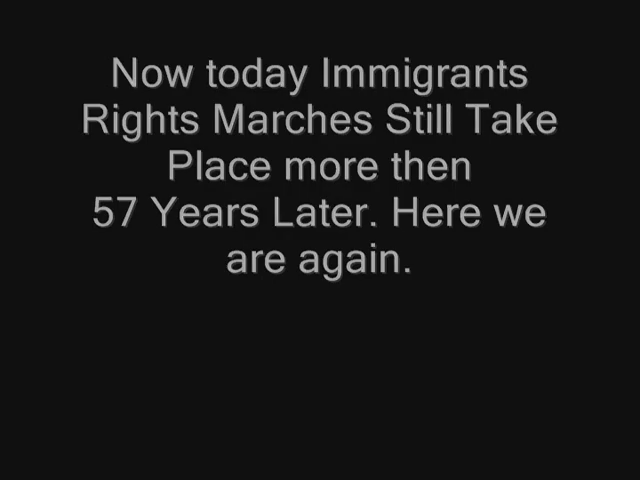 Now today Immigrants
Rights Marches Still Take
Place more then
57 Years Later. Here we
are again.